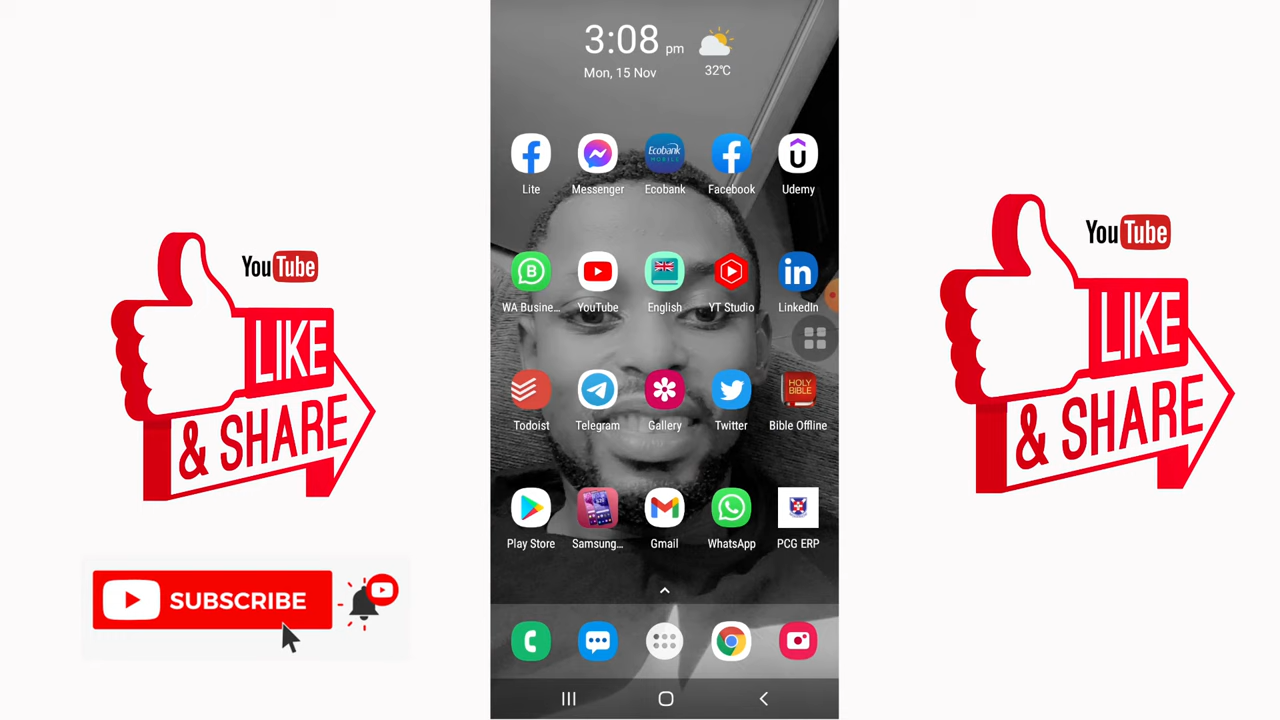 3:08 pm
Mon, 15 Nov
32°C
Lite
Messenger
Ecobank
MOBILE
Ecobank
Facebook
Udemy
WA Busine...
YouTube
English
YT Studio
LinkedIn
Todoist
Telegram
Gallery
Twitter
HOLY
BIBLE
Bible Offline
Play Store
Samsung...
Gmail
WhatsApp
PCG ERP
YouTube
LIKE
& SHARE
SUBSCRIBE
YouTube
LIKE
& SHARE